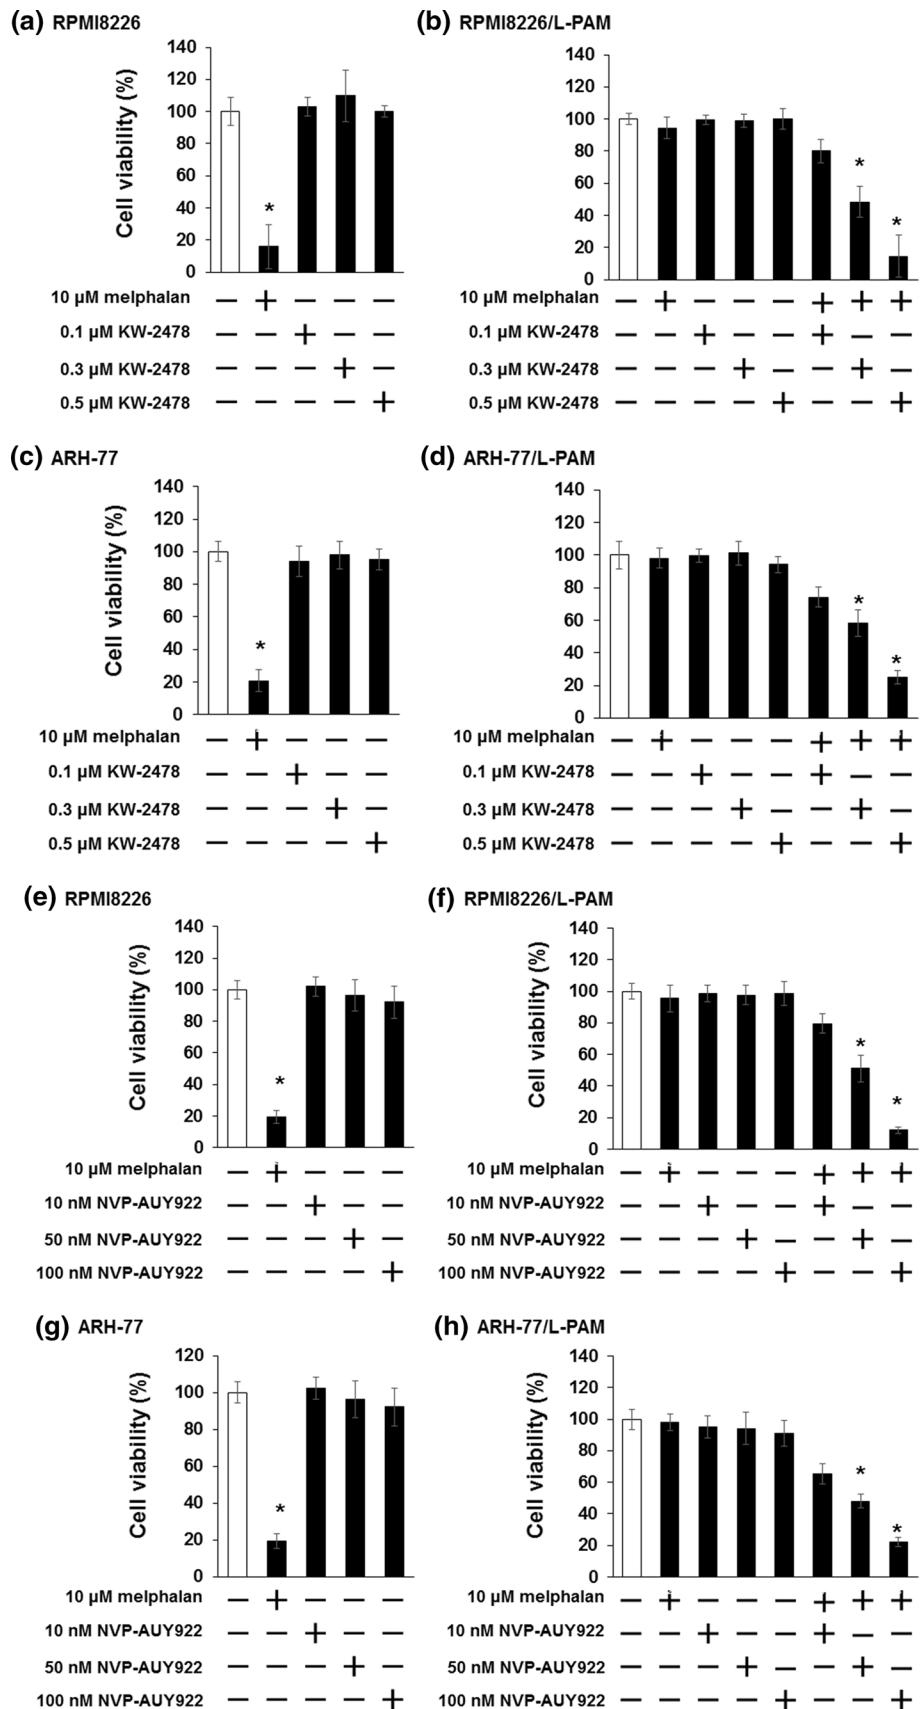 (a) RPMI8226
Cell viability (%)
140
120
100
80
60
40
20
0
*
10 µM melphalan — + — — —
0.1 µM KW-2478 — — + — —
0.3 µM KW-2478 — — — + —
0.5 µM KW-2478 — — — — +
(b) RPMI8226/L-PAM
140
120
100
80
60
40
20
0
*
*
10 µM melphalan — + — — — + + +
0.1 µM KW-2478 — — + — — + — —
0.3 µM KW-2478 — — — + — — + —
0.5 µM KW-2478 — — — — + — — +
(c) ARH-77
Cell viability (%)
140
120
100
80
60
40
20
0
*
10 µM melphalan — + — — —
0.1 µM KW-2478 — — + — —
0.3 µM KW-2478 — — — + —
0.5 µM KW-2478 — — — — +
(d) ARH-77/L-PAM
140
120
100
80
60
40
20
0
*
*
10 µM melphalan — + — — — + + +
0.1 µM KW-2478 — — + — — + — —
0.3 µM KW-2478 — — — + — — + —
0.5 µM KW-2478 — — — — + — — +
(e) RPMI8226
Cell viability (%)
140
120
100
80
60
40
20
0
*
10 µM melphalan — + — — —
10 nM NVP-AUY922 — — + — —
50 nM NVP-AUY922 — — — + —
100 nM NVP-AUY922 — — — — +
(f) RPMI8226/L-PAM
Cell viability (%)
140
120
100
80
60
40
20
0
*
*
10 µM melphalan — + — — — + + +
10 nM NVP-AUY922 — — + — — + — —
50 nM NVP-AUY922 — — — + — — + —
100 nM NVP-AUY922 — — — — + — — +
(g) ARH-77
Cell viability (%)
120
100
80
60
40
20
0
*
10 µM melphalan — + — — —
10 nM NVP-AUY922 — — + — —
50 nM NVP-AUY922 — — — + —
100 nM NVP-AUY922 — — — — +
(h) ARH-77/L-PAM
Cell viability (%)
140
120
100
80
60
40
20
0
*
*
10 µM melphalan — + — — — + + +
10 nM NVP-AUY922 — — + — — + — —
50 nM NVP-AUY922 — — — + — — + —
100 nM NVP-AUY922 — — — — + — — +